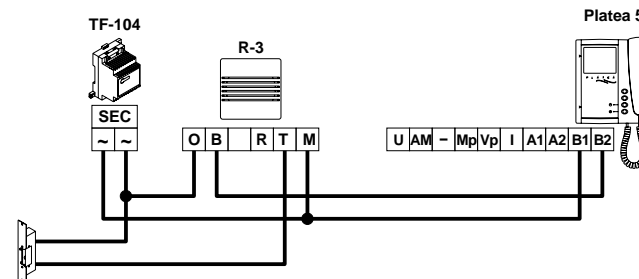 Platea 5
TF-104
R-3
SEC
~ ~
O B R T M
U AM – Mp Vp I A1 A2 B1 B2